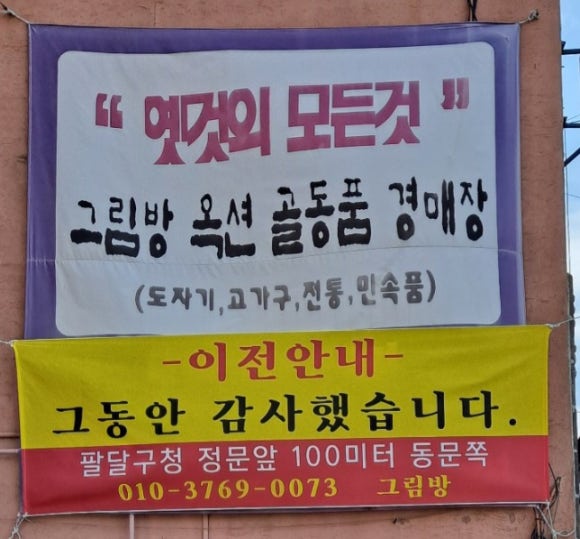 “ 옛것의 모든것 ”
그림방 옥션 골동품 경매장
(도자기,고가구,전통,민속품)
-이전안내-
그동안 감사했습니다.
팔달구청 정문앞 100미터 동문쪽
010-3769-0073 그림방